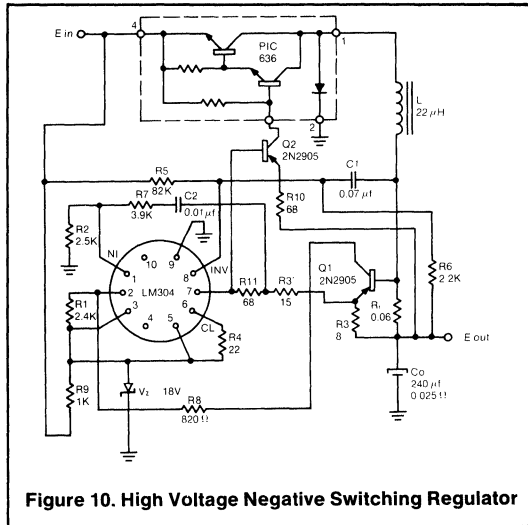 E in
4
PIC
636
1
2
L
22 μH
Q2
2N2905
C1
0.07 μf
R5
82K
R7
3.9K
C2
0.01 μf
R10
68
R2
2.5K
NI
INV
10
9
1
8
2
LM304
7
3
6
4
5
CL
R11
68
R3'
15
Q1
2N2905
R6
2.2K
R1
2.4K
R4
22
R3
8
0.06
E out
R9
1K
Vz 18V
R8
820 Ω
Co
240 μf
0.025 Ω
Figure 10. High Voltage Negative Switching Regulator